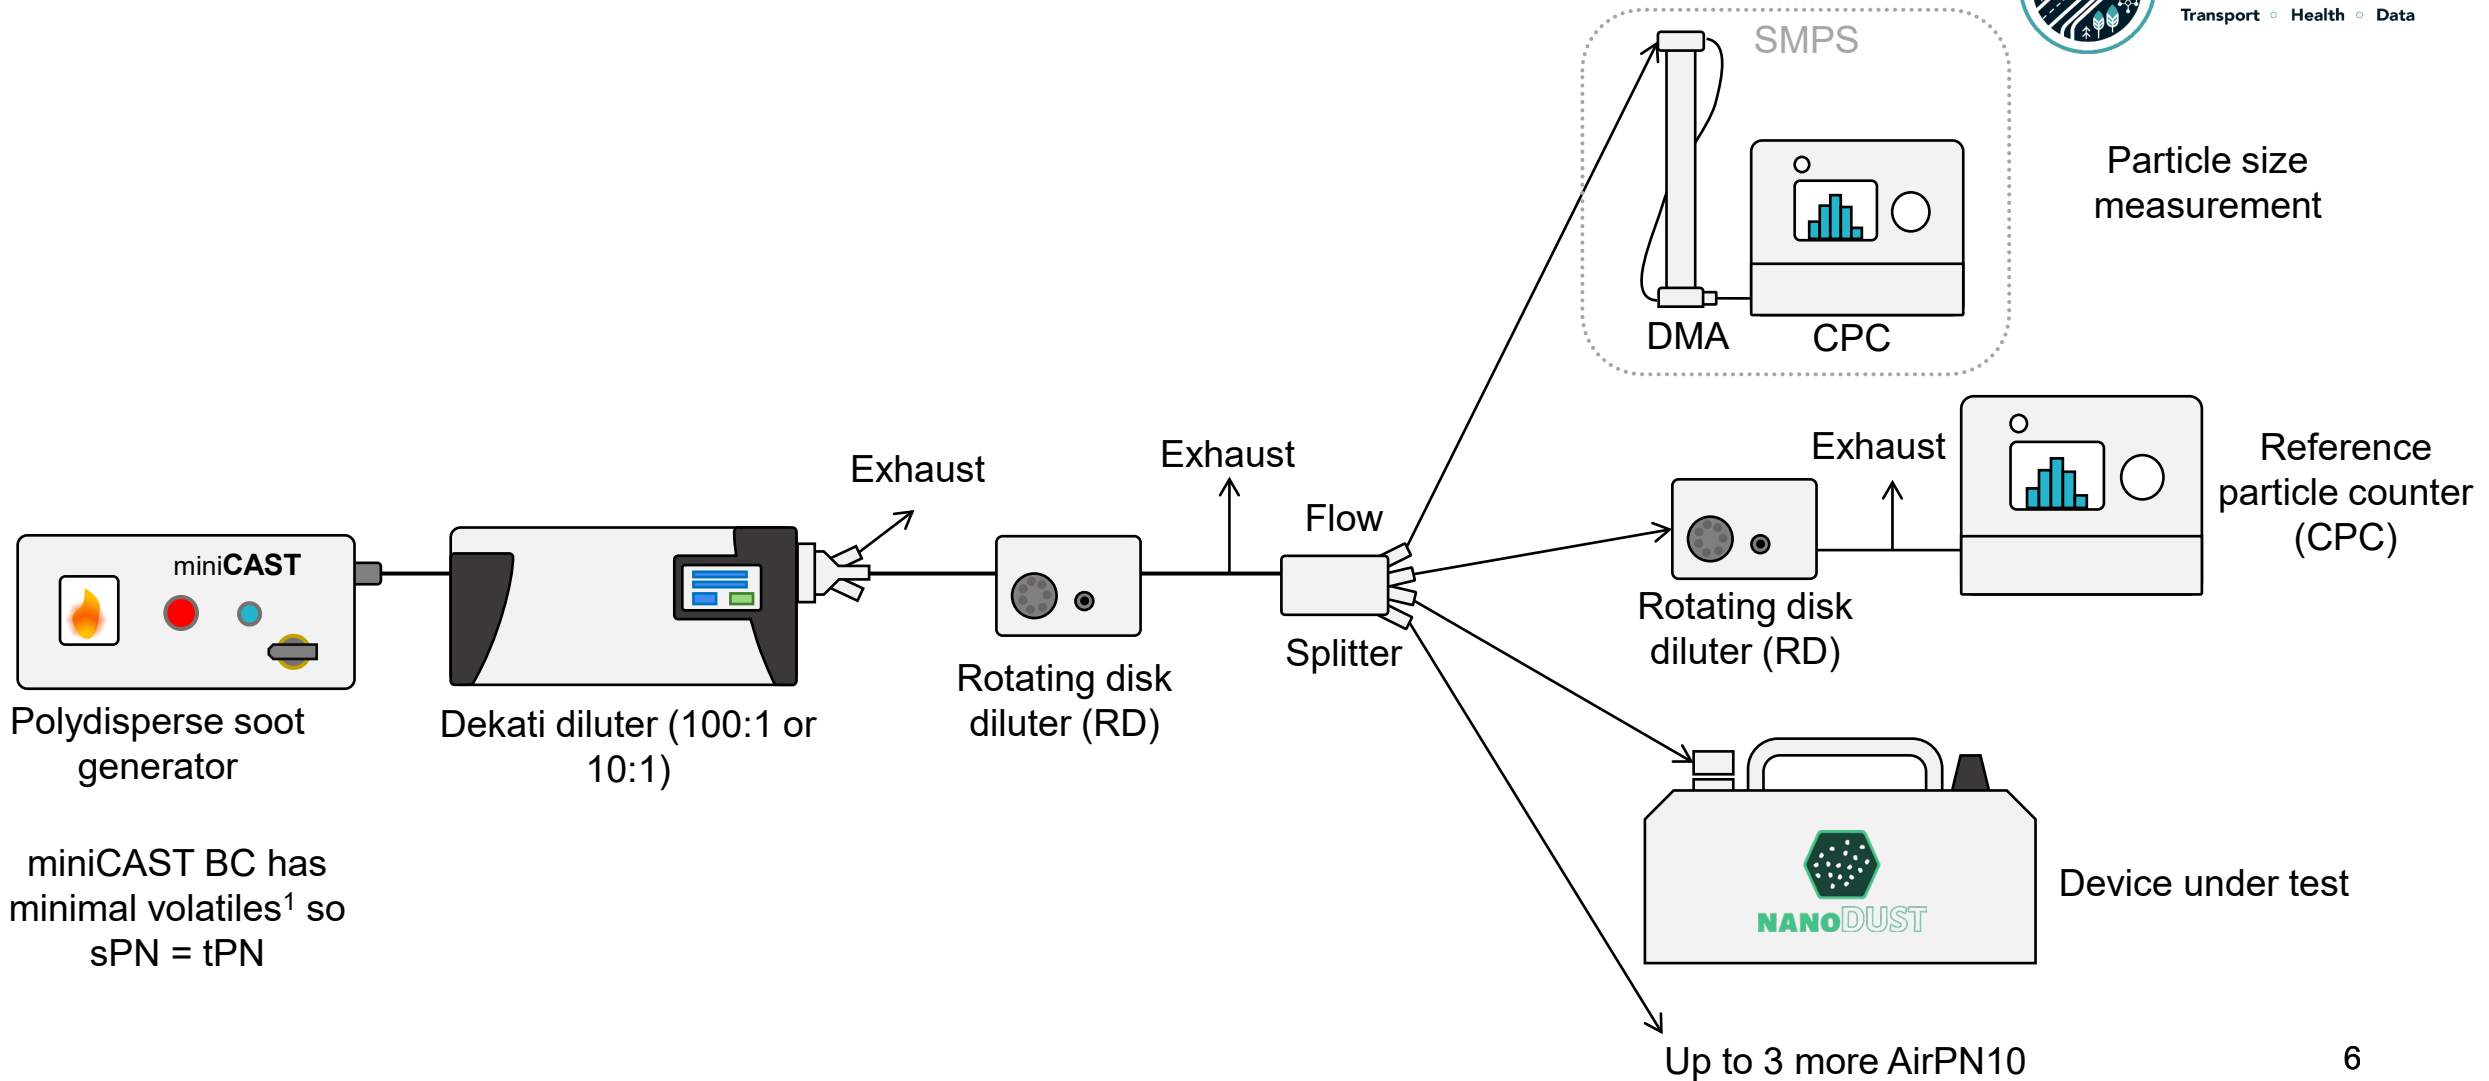 Transport ◦ Health ◦ Data
SMPS
Particle size
measurement
DMA
CPC
Exhaust
Exhaust
Exhaust
Reference
particle counter
(CPC)
Flow
Splitter
miniCAST
Rotating disk
diluter (RD)
Rotating disk
diluter (RD)
Polydisperse soot
generator
Dekati diluter (100:1 or
10:1)
miniCAST BC has
minimal volatiles¹ so
sPN = tPN
NANODUST
Device under test
Up to 3 more AirPN10
6